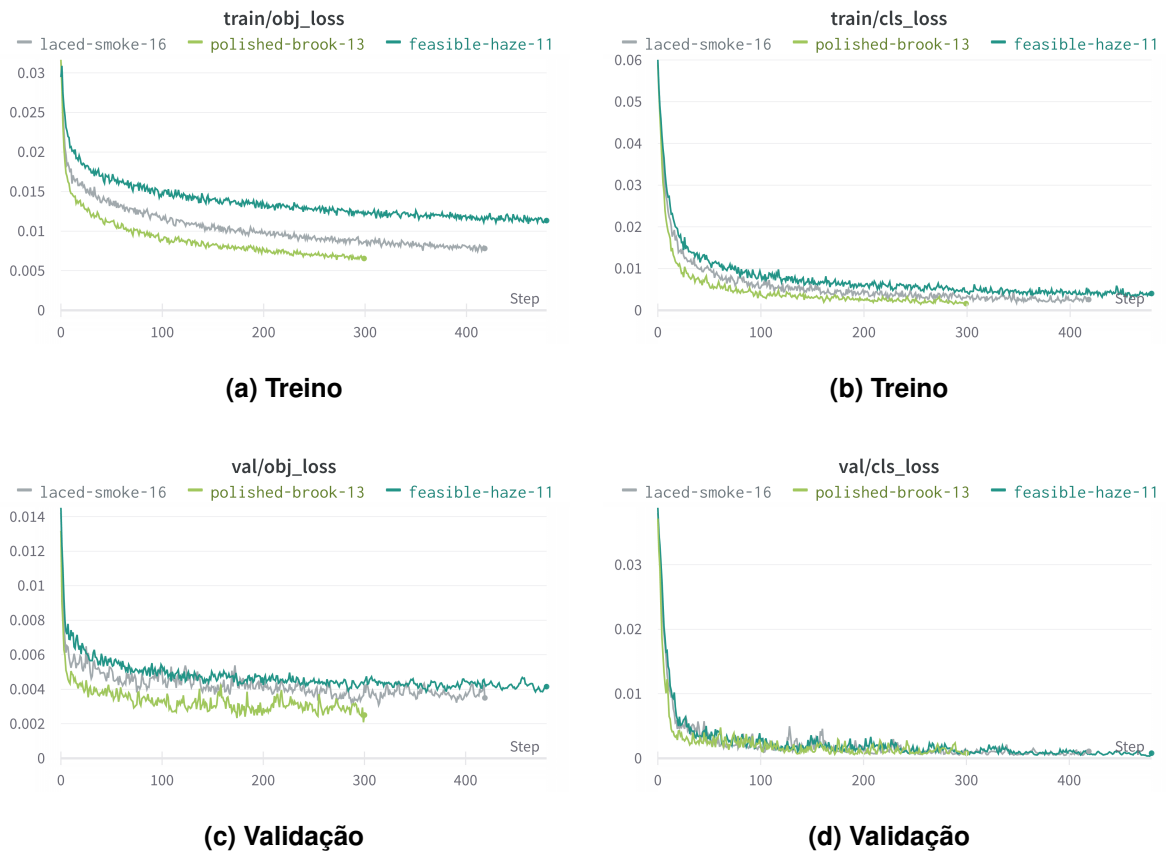 train/obj_loss
laced-smoke-16 polished-brook-13 feasible-haze-11
0.03
0.025
0.02
0.015
0.01
0.005
0
Step
0 100 200 300 400
(a) Treino
train/cls_loss
laced-smoke-16 polished-brook-13 feasible-haze-11
0.06
0.05
0.04
0.03
0.02
0.01
0
Step
0 100 200 300 400
(b) Treino
val/obj_loss
laced-smoke-16 polished-brook-13 feasible-haze-11
0.014
0.012
0.01
0.008
0.006
0.004
0.002
0
Step
0 100 200 300 400
(c) Validação
val/cls_loss
laced-smoke-16 polished-brook-13 feasible-haze-11
0.03
0.02
0.01
0
Step
0 100 200 300 400
(d) Validação